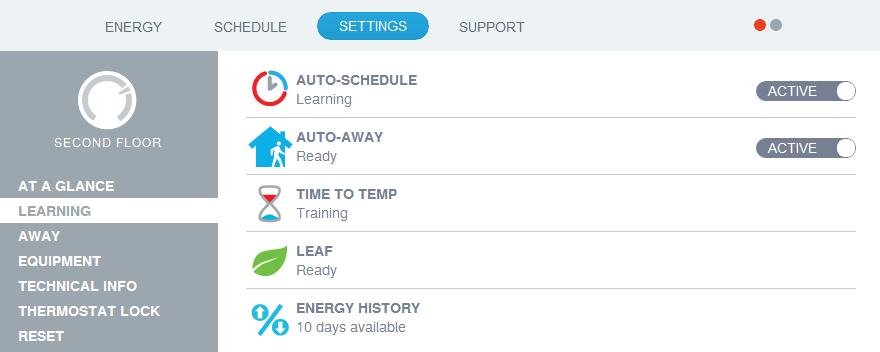 ENERGY SCHEDULE SETTINGS SUPPORT
SECOND FLOOR
AT A GLANCE
LEARNING
AWAY
EQUIPMENT
TECHNICAL INFO
THERMOSTAT LOCK
RESET
AUTO-SCHEDULE
Learning
ACTIVE
AUTO-AWAY
Ready
ACTIVE
TIME TO TEMP
Training
LEAF
Ready
ENERGY HISTORY
10 days available